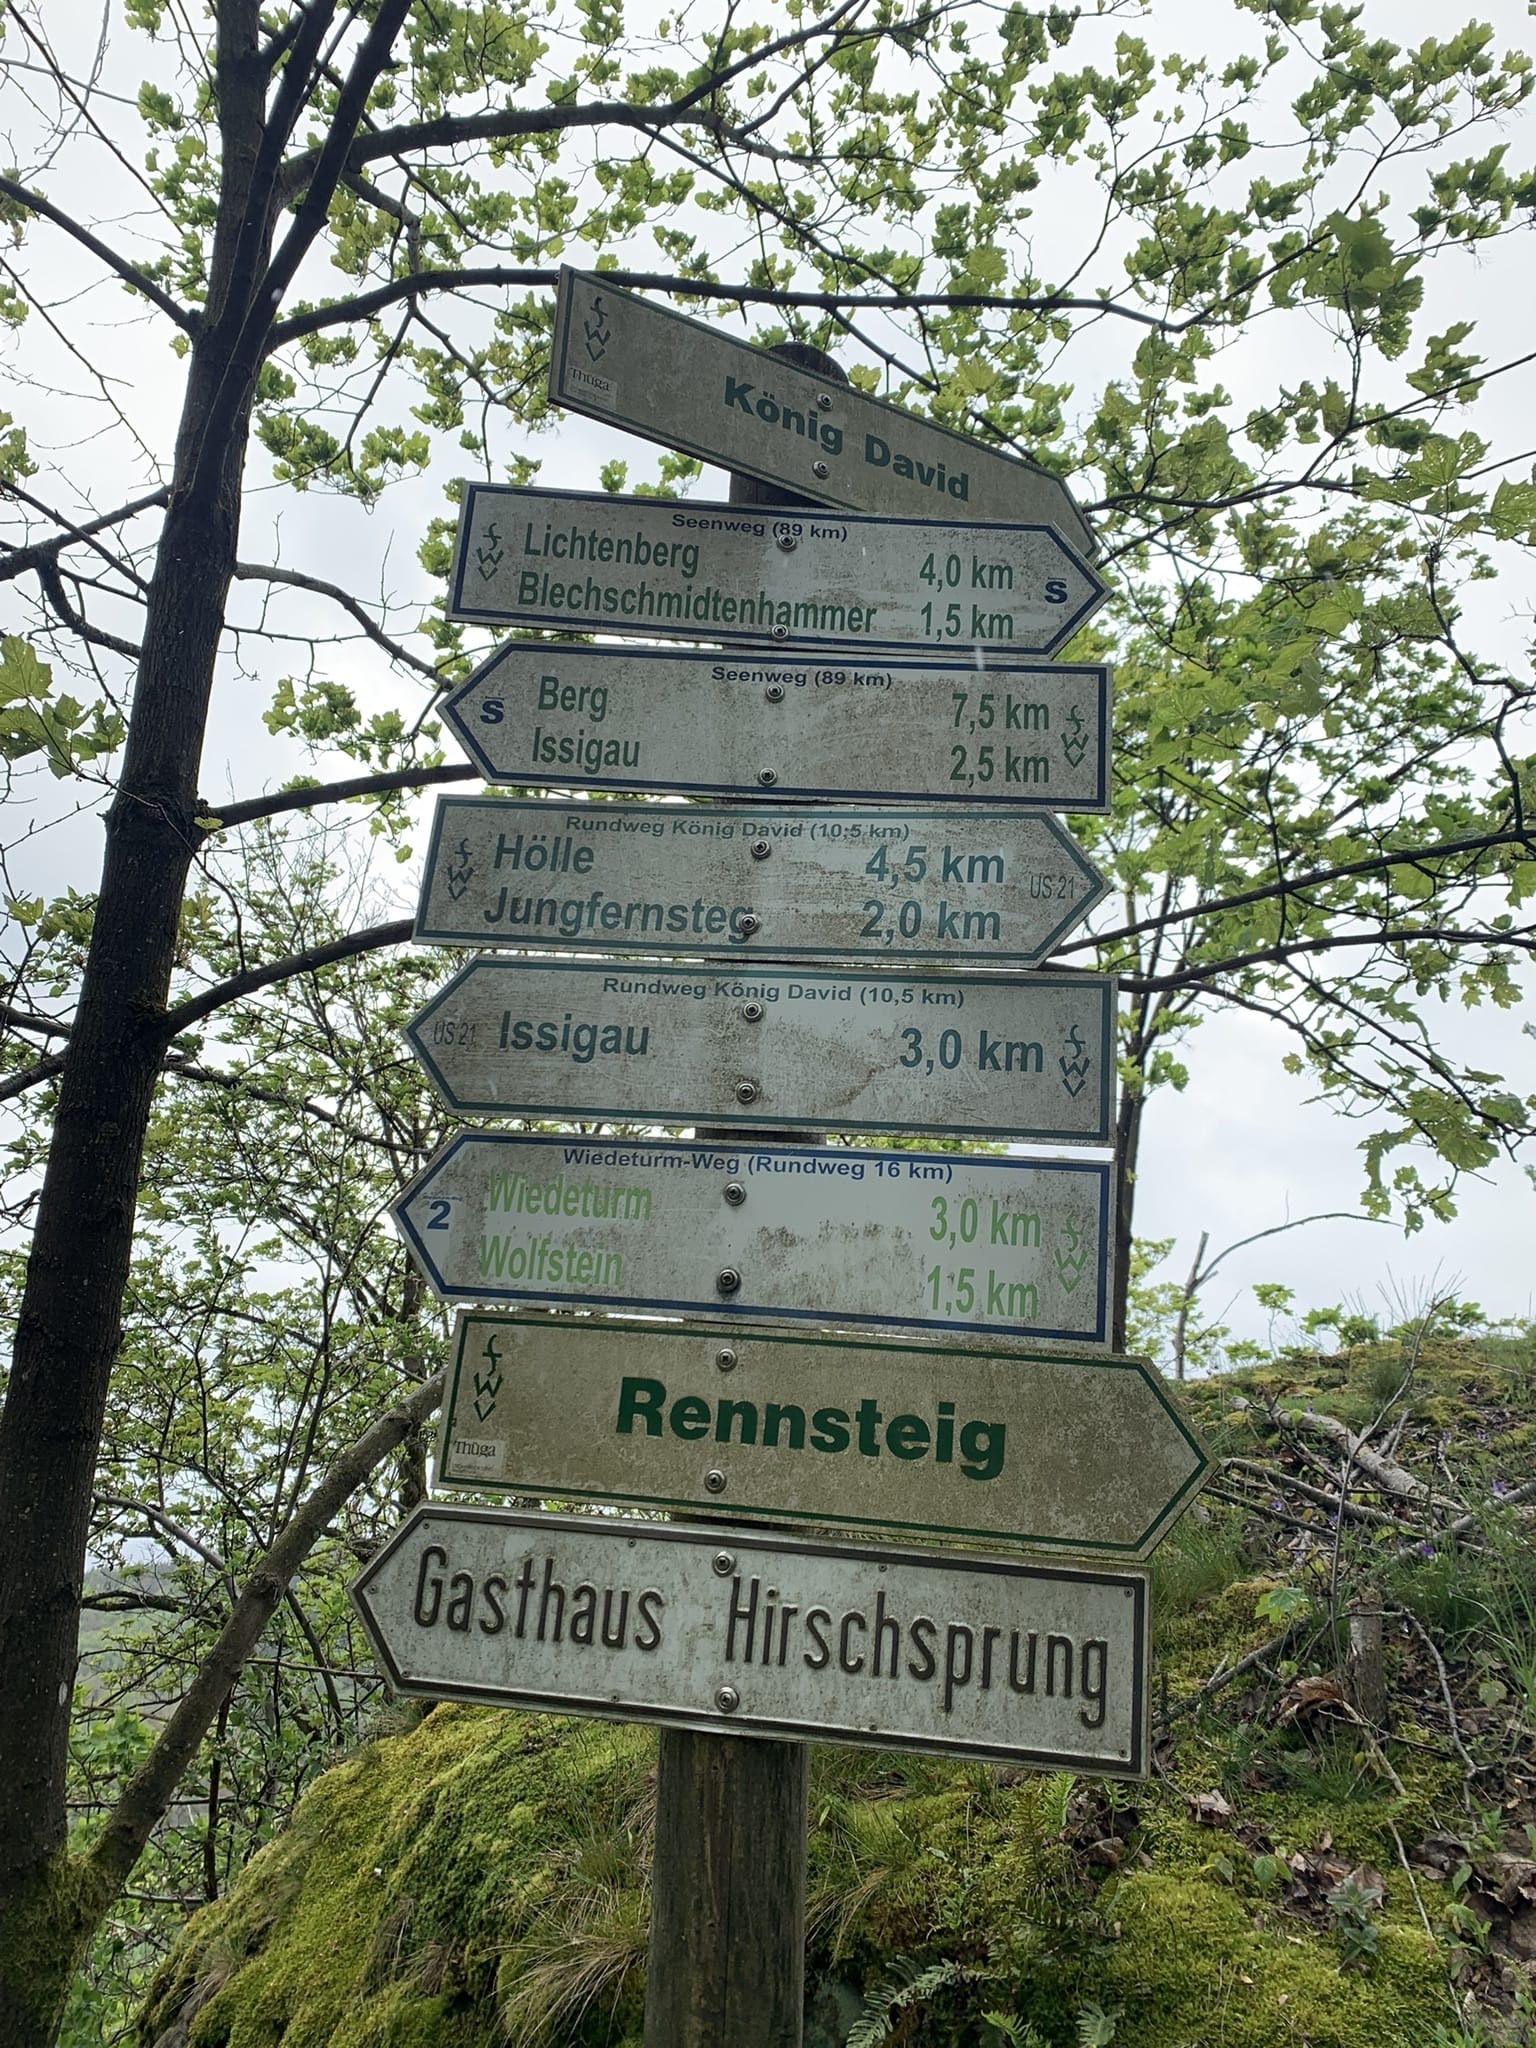 König David
Thüga
Seenweg (89 km)
Lichtenberg 4,0 km
Blechschmidtenhammer 1,5 km
S
Seenweg (89 km)
S
Berg 7,5 km
Issigau 2,5 km
Rundweg König David (10,5 km)
Hölle 4,5 km
US 21
Jungfernsteg 2,0 km
Rundweg König David (10,5 km)
US 21 Issigau 3,0 km
Wiedeturm-Weg (Rundweg 16 km)
2
Wiedeturm 3,0 km
Wolfstein 1,5 km
Rennsteig
Thüga
Gasthaus Hirschsprung